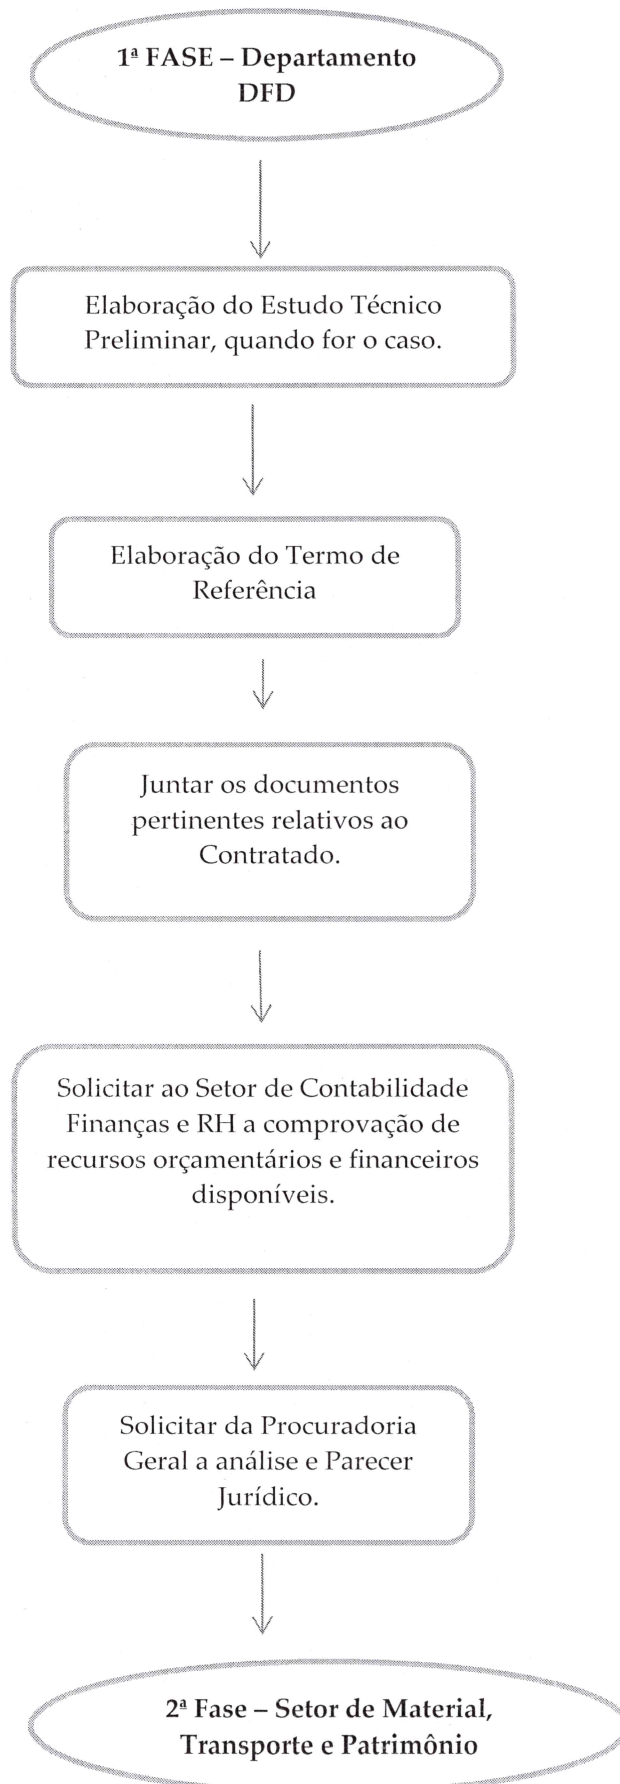 1ª FASE – Departamento
DFD
Elaboração do Estudo Técnico
Preliminar, quando for o caso.
Elaboração do Termo de
Referência
Juntar os documentos
pertinentes relativos ao
Contratado.
Solicitar ao Setor de Contabilidade
Finanças e RH a comprovação de
recursos orçamentários e financeiros
disponíveis.
Solicitar da Procuradoria
Geral a análise e Parecer
Jurídico.
2ª Fase – Setor de Material,
Transporte e Patrimônio